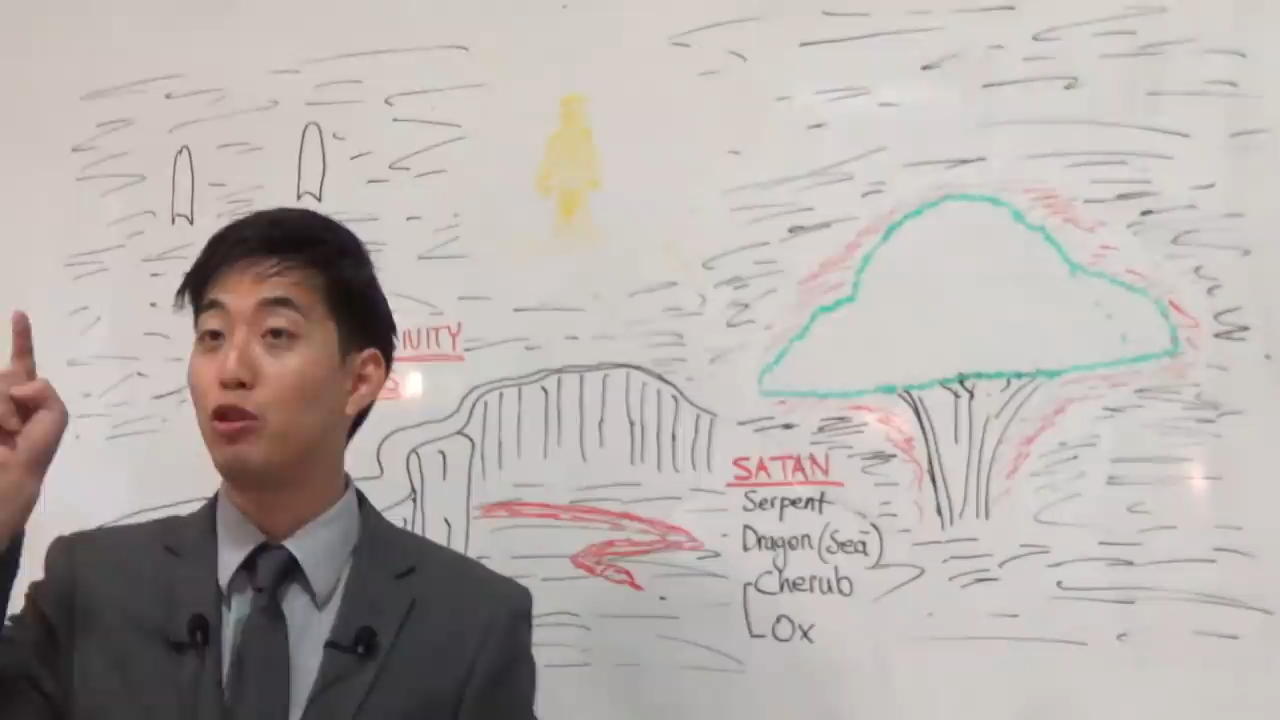 SATAN
Serpent
Dragon (Sea)
Cherub
Ox